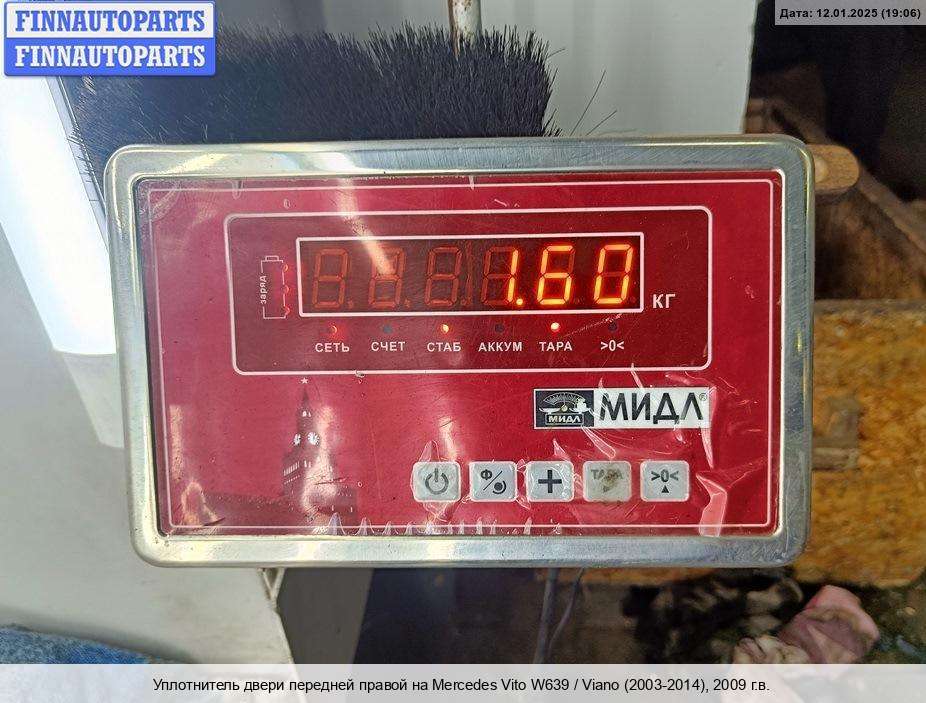 FINNAUTOPARTS
FINNAUTOPARTS
Дата: 12.01.2025 (19:06)
1.60
КГ
заряд
СЕТЬ СЧЕТ СТАБ АККУМ ТАРА >0<
МИДЛ МИДЛ®
Ф ТАРА >0<
Уплотнитель двери передней правой на Mercedes Vito W639 / Viano (2003-2014), 2009 г.в.